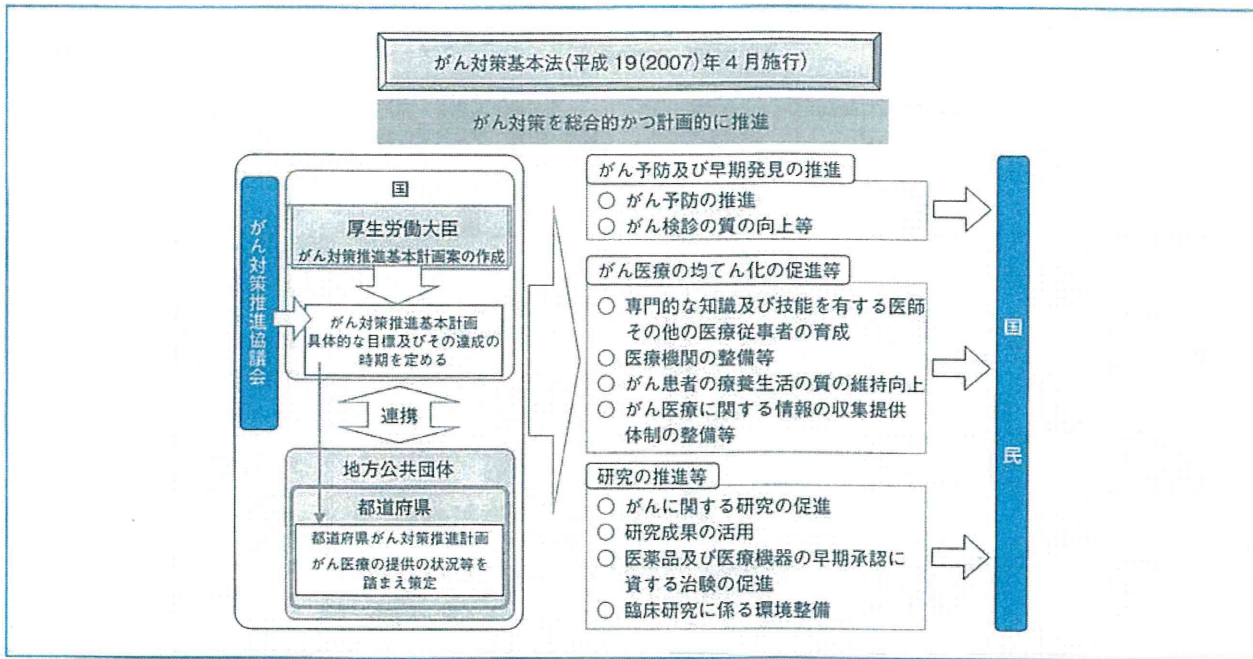 がん対策基本法(平成 19(2007)年 4 月施行)
がん対策を総合的かつ計画的に推進
がん対策推進協議会
国
厚生労働大臣
がん対策推進基本計画案の作成
がん対策推進基本計画
具体的な目標及びその達成の
時期を定める
連携
地方公共団体
都道府県
都道府県がん対策推進計画
がん医療の提供の状況等を
踏まえ策定
がん予防及び早期発見の推進
○ がん予防の推進
○ がん検診の質の向上等
がん医療の均てん化の促進等
○ 専門的な知識及び技能を有する医師
その他の医療従事者の育成
○ 医療機関の整備等
○ がん患者の療養生活の質の維持向上
○ がん医療に関する情報の収集提供
体制の整備等
研究の推進等
○ がんに関する研究の促進
○ 研究成果の活用
○ 医薬品及び医療機器の早期承認に
資する治験の促進
○ 臨床研究に係る環境整備
国民